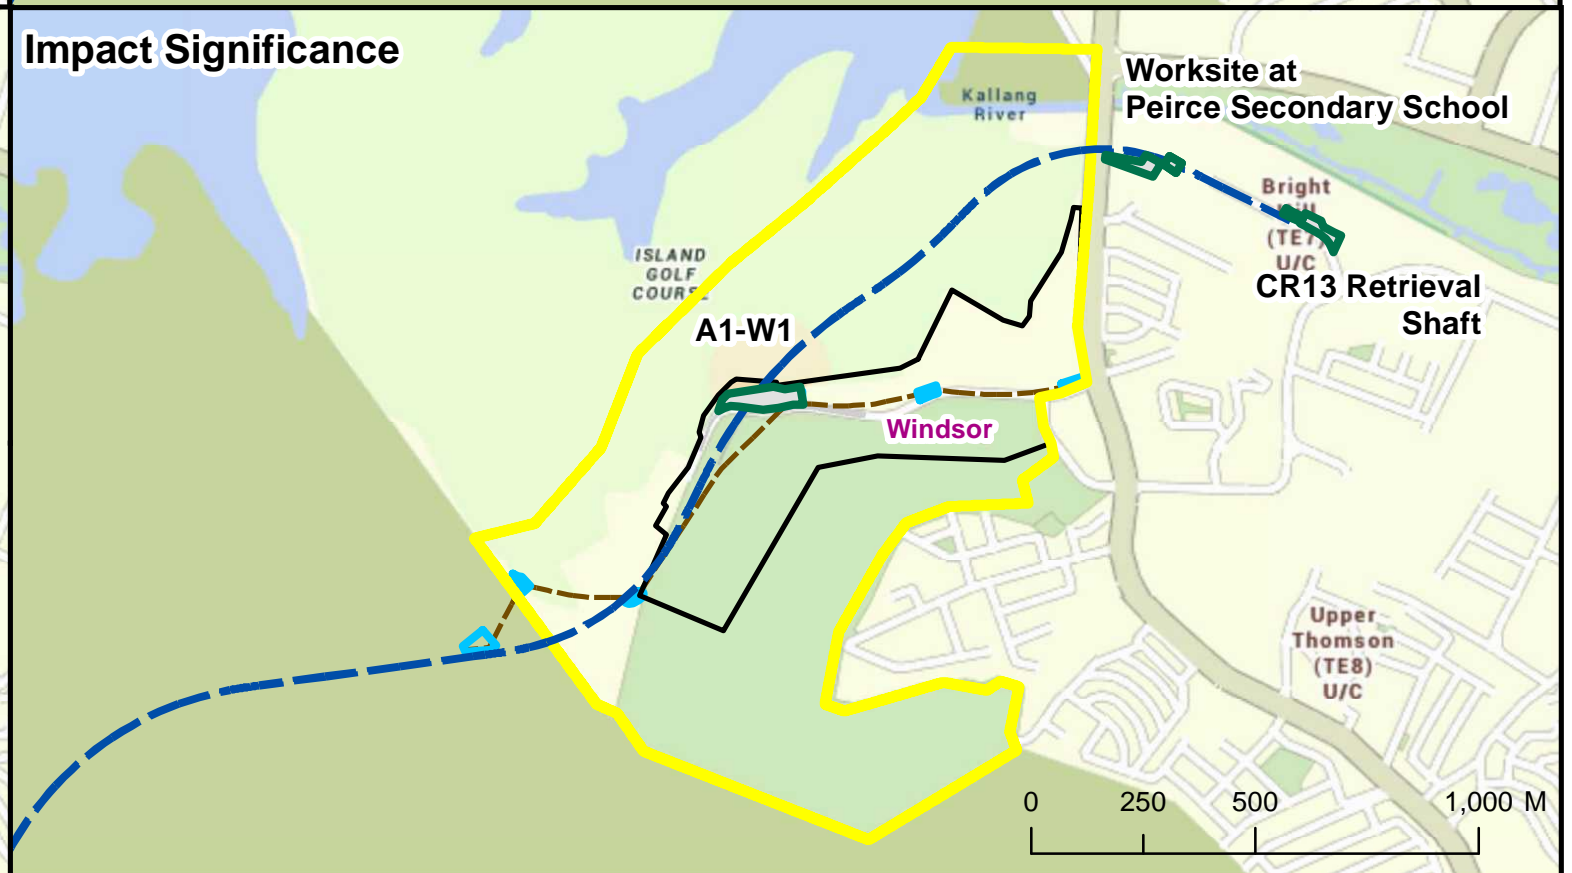 Impact Significance
Worksite at
Peirce Secondary School
Kallang
River
Bright
(TE7)
U/C
CR13 Retrieval
Shaft
ISLAND
GOLF
COURSE
A1-W1
Windsor
Upper
Thomson
(TE8)
U/C
0 250 500 1,000 M